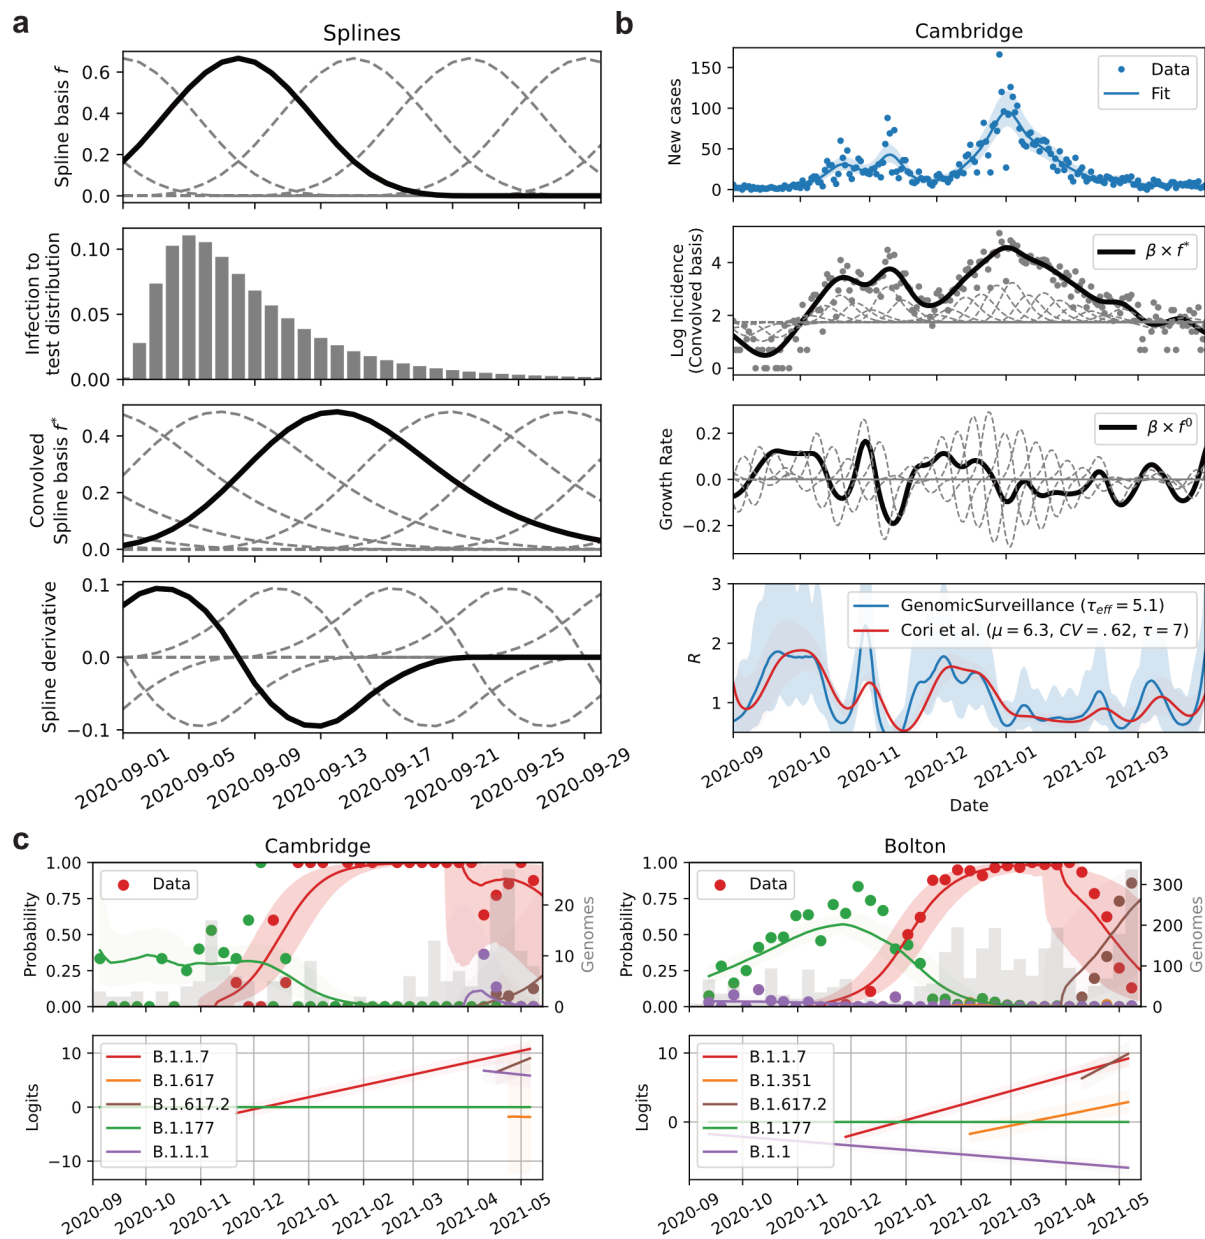 a
Splines
Spline basis f
0.6
0.4
0.2
0.0
Infection to
test distribution
0.10
0.05
0.00
Convolved
Spline basis f*
0.4
0.2
0.0
Spline derivative
0.1
0.0
−0.1
2020-09-01
2020-09-05
2020-09-09
2020-09-13
2020-09-17
2020-09-21
2020-09-25
2020-09-29
b
Cambridge
New cases
150
100
50
0
Data
Fit
Log Incidence
(Convolved basis)
4
2
0
β × f*
Growth Rate
0.2
0.0
−0.2
β × f⁰
R
3
2
1
GenomicSurveillance (τeff = 5.1)
Cori et al. (μ = 6.3, CV = .62, τ = 7)
2020-09
2020-10
2020-11
2020-12
2021-01
2021-02
2021-03
Date
c
Cambridge
Probability
1.00
0.75
0.50
0.25
0.00
Data
20
10
0
Genomes
Logits
10
0
−10
B.1.1.7
B.1.617
B.1.617.2
B.1.177
B.1.1.1
2020-09
2020-10
2020-11
2020-12
2021-01
2021-02
2021-03
2021-04
2021-05
Bolton
Probability
1.00
0.75
0.50
0.25
0.00
Data
300
200
100
0
Genomes
Logits
10
0
B.1.1.7
B.1.351
B.1.617.2
B.1.177
B.1.1
2020-09
2020-10
2020-11
2020-12
2021-01
2021-02
2021-03
2021-04
2021-05